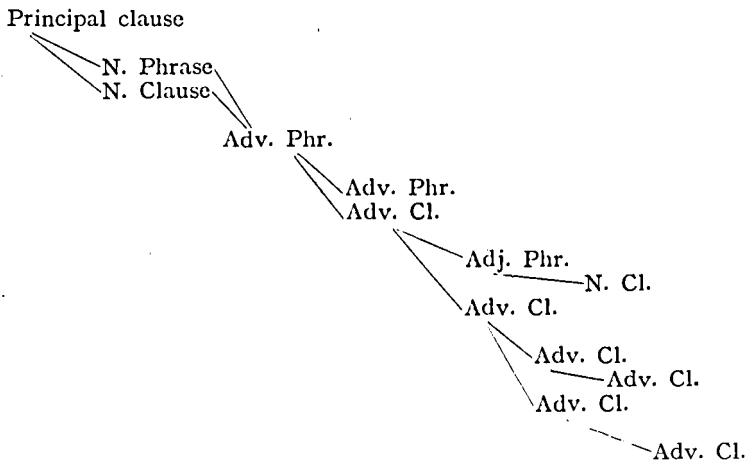 Principal clause
N. Phrase
N. Clause
Adv. Phr.
Adv. Phr.
Adv. Cl.
Adj. Phr.
N. Cl.
Adv. Cl.
Adv. Cl.
Adv. Cl.
Adv. Cl.
Adv. Cl.